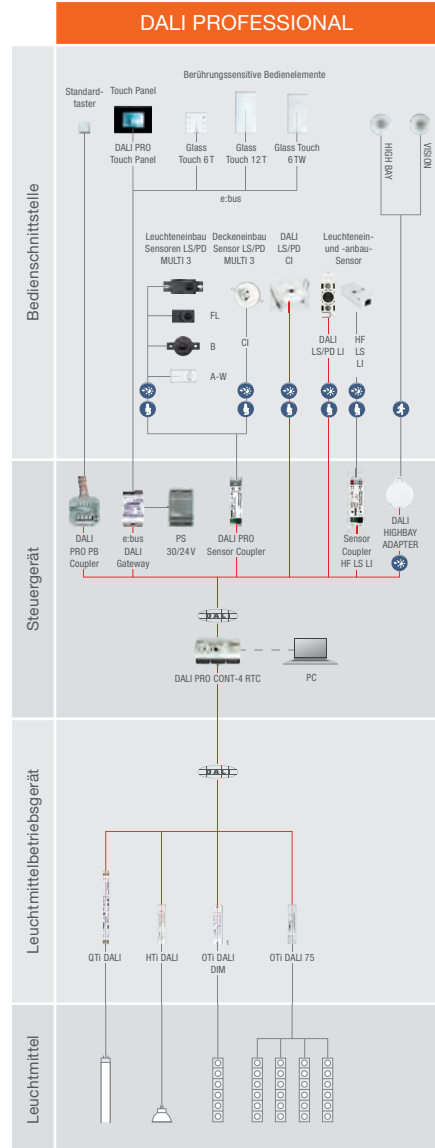 DALI PROFESSIONAL
Bedienschnittstelle
Berührungssensitive Bedienelemente
Standard-
taster
Touch Panel
DALI PRO
Touch Panel
Glass
Touch 6 T
Glass
Touch 12 T
Glass Touch
6 TW
HIGH BAY
VISION
e:bus
Leuchteneinbau
Sensoren LS/PD
MULTI 3
Deckeneinbau
Sensor LS/PD
MULTI 3
DALI
LS/PD
CI
Leuchtenein-
und -anbau-
Sensor
FL
B
A-W
CI
DALI
LS/PD LI
HF
LS
LI
Steuergerät
DALI
PRO PB
Coupler
e:bus
DALI
Gateway
PS
30/24 V
DALI PRO
Sensor Coupler
Sensor
Coupler
HF LS LI
DALI
HIGHBAY
ADAPTER
DALI
DALI PRO CONT-4 RTC
PC
Leuchtmittelbetriebsgerät
DALI
QTi DALI
HTi DALI
OTi DALI
DIM
1
OTi DALI 75
Leuchtmittel